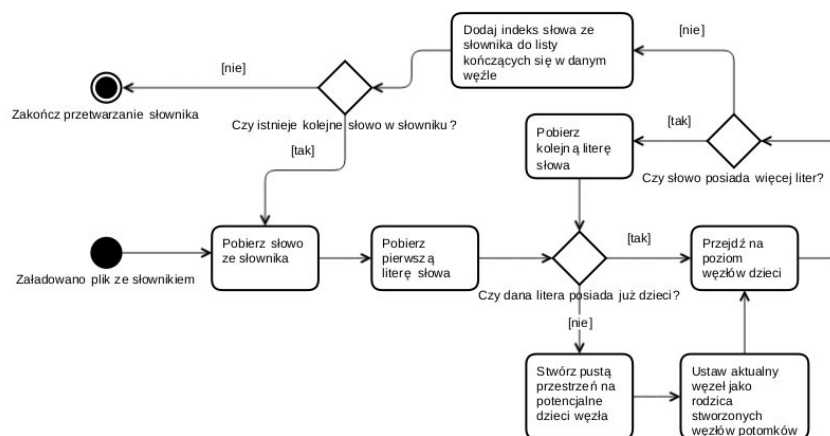 Dodaj indeks słowa ze
słownika do listy
kończących się w danym
węźle
[nie]
[nie]
Zakończ przetwarzanie słownika
Czy istnieje kolejne słowo w słowniku?
[tak]
Pobierz
kolejną literę
słowa
[tak]
Czy słowo posiada więcej liter?
Załadowano plik ze słownikiem
Pobierz słowo
ze słownika
Pobierz
pierwszą
literę słowa
[tak]
Czy dana litera posiada już dzieci?
[nie]
Przejdź na
poziom
węzłów dzieci
Stwórz pustą
przestrzeń na
potencjalne
dzieci węzła
Ustaw aktualny
węzeł jako
rodzica
stworzonych
węzłów potomków